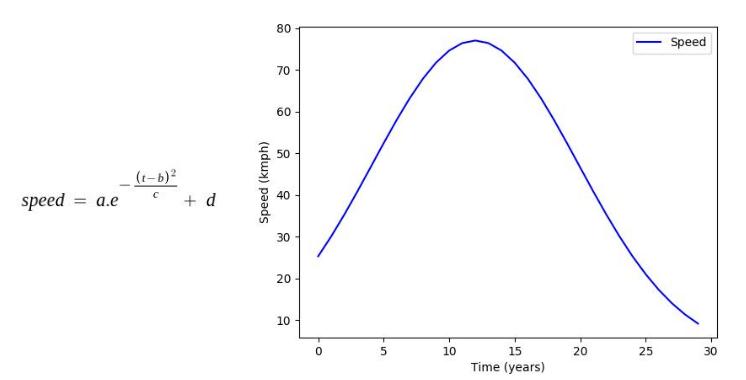 speed = a.e^{-\frac{(t-b)^2}{c}} + d
80
70
60
50
40
30
20
10
Speed (kmph)
Speed
0 5 10 15 20 25 30
Time (years)